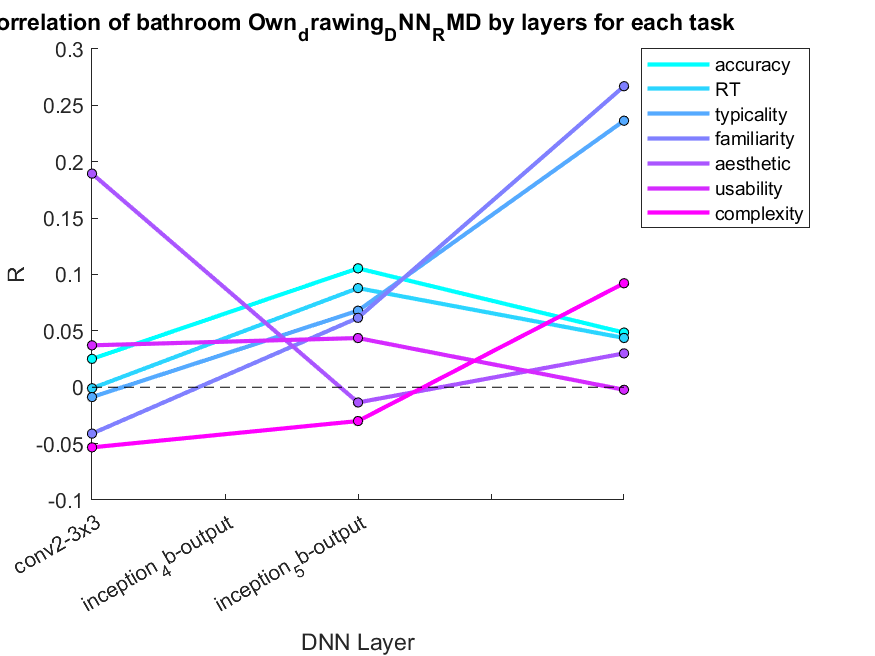 orrelation of bathroom Own_drawing_DNN_RMD by layers for each task
0.3
0.25
0.2
0.15
0.1
0.05
0
-0.05
-0.1
R
conv2-3x3
inception_4b-output
inception_5b-output
DNN Layer
accuracy
RT
typicality
familiarity
aesthetic
usability
complexity